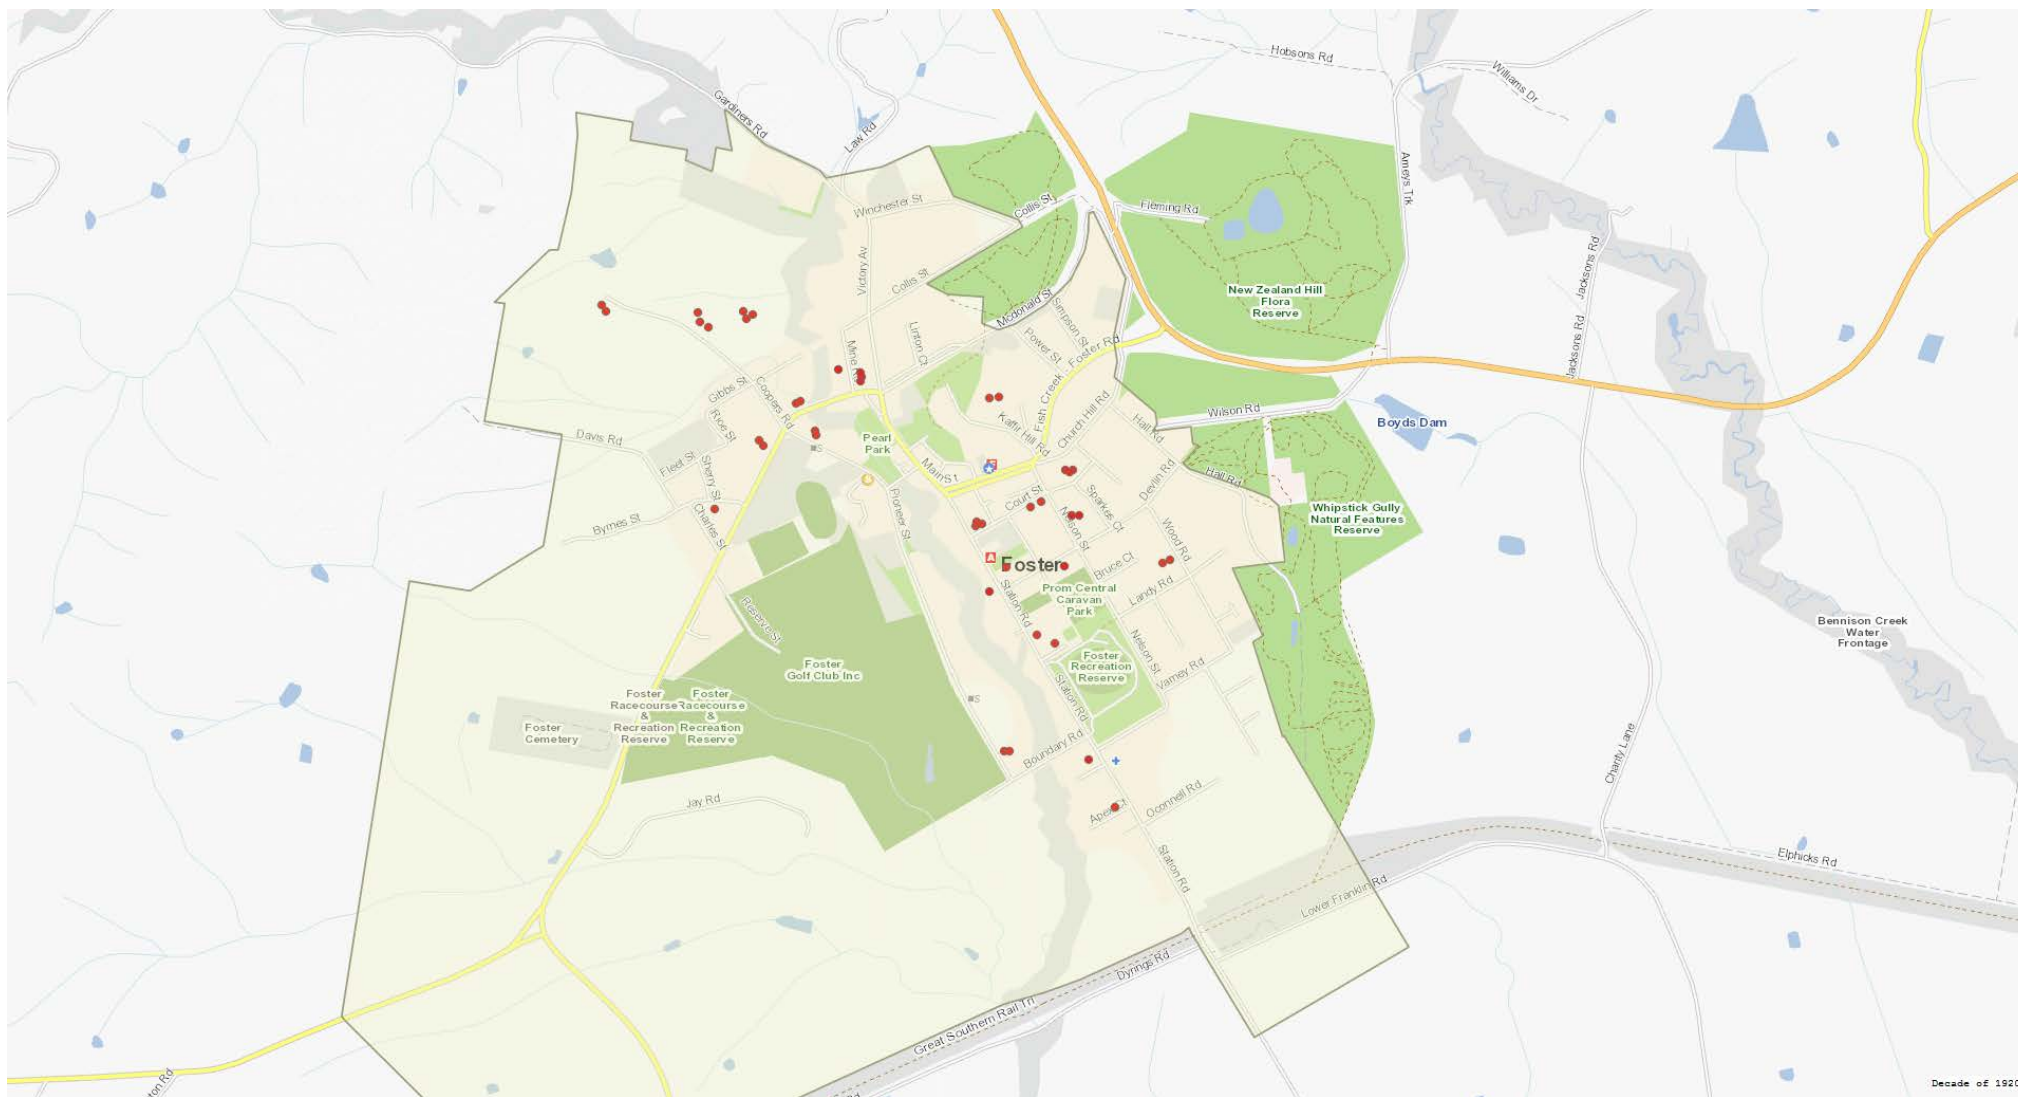 Hobsons Rd
Williams Dr
Gardiners Rd
Law Rd
Ameys Trk
Winchester St
Collis St
Fleming Rd
Victory Av
Collis St
Jacksons Rd
New Zealand Hill
Flora
Reserve
Mcdonald St
Simpson St
Linton Ct
Power St
Mine Rd
Fish Creek - Foster Rd
Jacksons Rd
Gibbs St
Coopers Rd
Wilson Rd
Kaffir Hill Rd
Church Hill Rd
Hall Rd
Boyds Dam
Rice St
Davis Rd
Pearl
Park
S
Fleet St
Main St
Sherry St
Hall Rd
Devlin Rd
Pioneer St
Court St
Sparkes Ct
Nelson St
Whipstick Gully
Natural Features
Reserve
Byrnes St
Charles St
Wood Rd
A
Foster
Bruce Ct
Prom Central
Caravan
Park
Landy Rd
Station Rd
Reserve St
Bennison Creek
Water
Frontage
Foster
Golf Club Inc
Foster
Recreation
Reserve
Nelson St
Varney Rd
Station Rd
S
Foster
Racecourse
&
Recreation
Reserve
Foster
Racecourse
&
Recreation
Reserve
Foster
Cemetery
Boundary Rd
Charity Lane
Jay Rd
Apex Ct
Oconnell Rd
Station Rd
Elphicks Rd
Lower Franklin Rd
Dyrings Rd
Great Southern Rail Trl
ton Rd
Rd
Decade of 1920